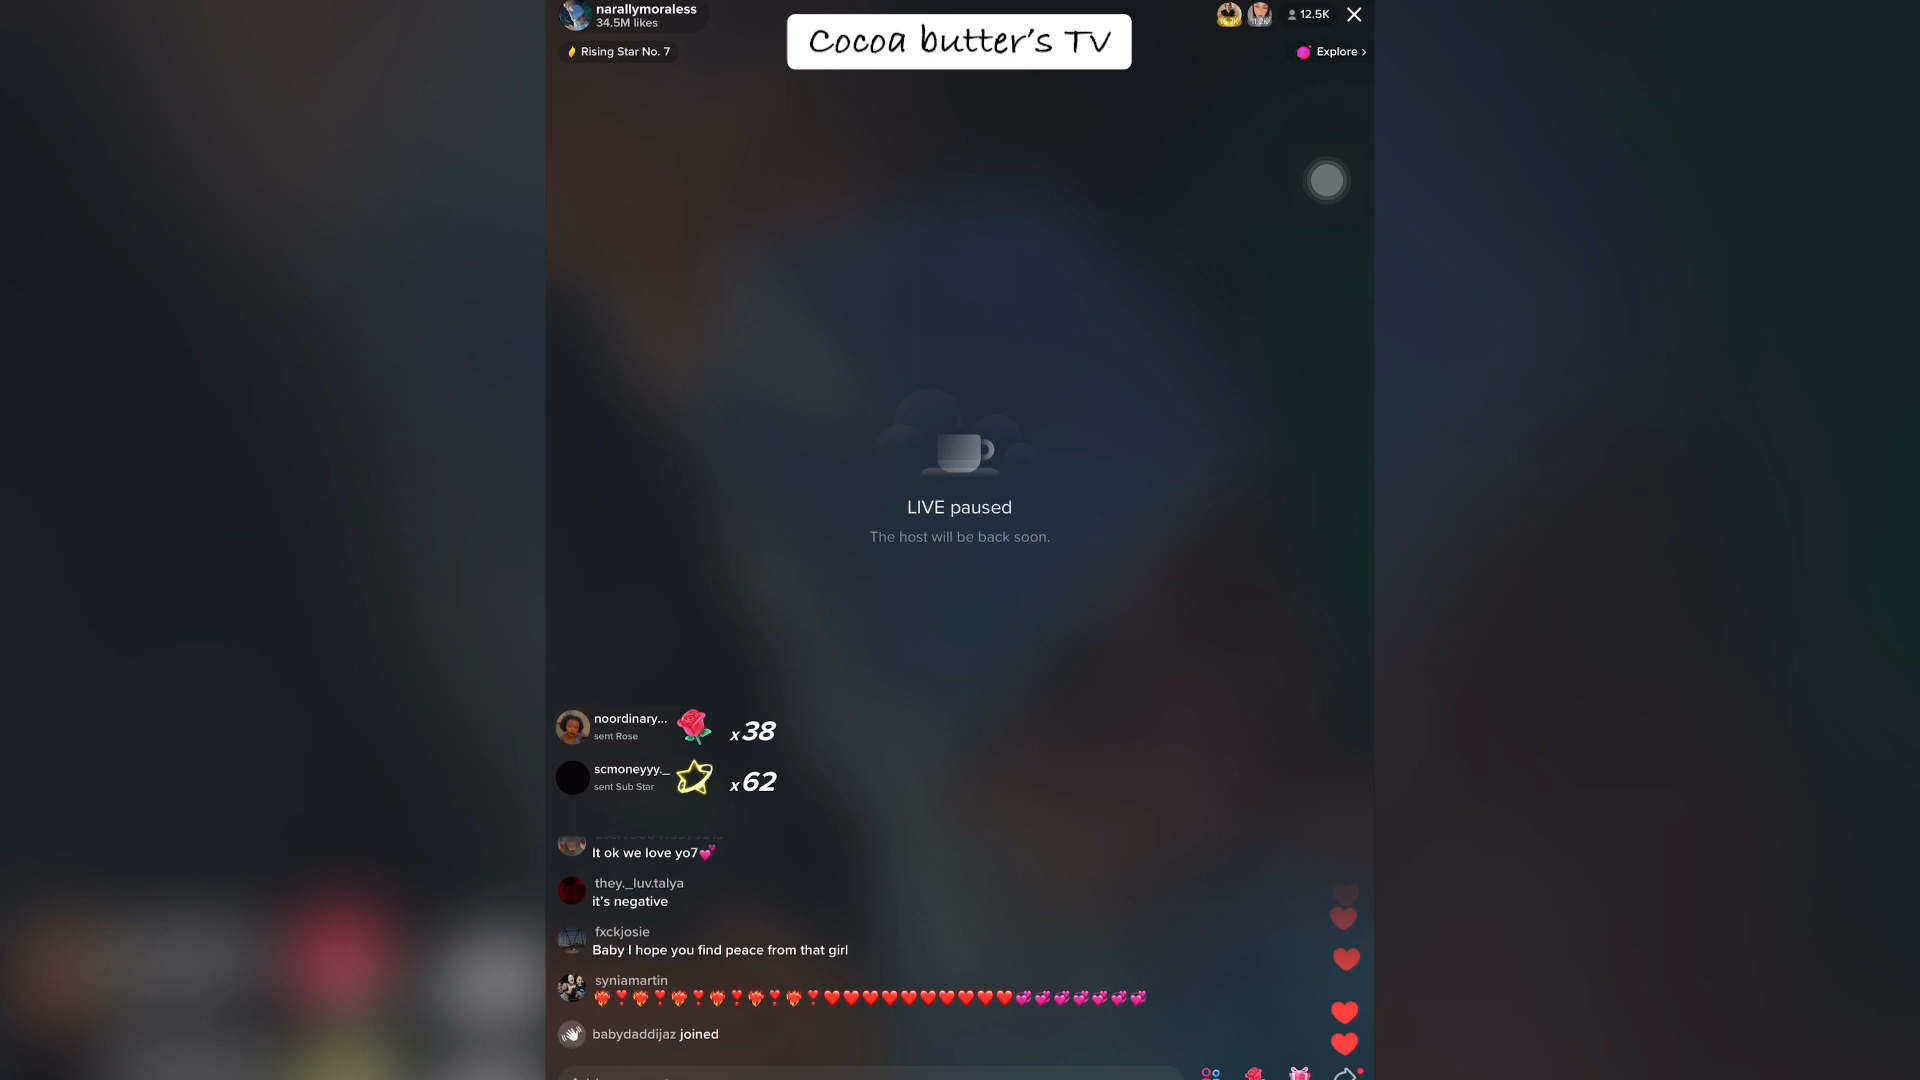 narallymoraless
34.5M likes
12.5K
Rising Star No. 7
Cocoa butter's TV
Explore >
LIVE paused
The host will be back soon.
noordinary...
sent Rose
x38
scmoneyyy._
sent Sub Star
x62
It ok we love yo7💕
they._luv.talya
it's negative
fxckjosie
Baby I hope you find peace from that girl
syniamartin
❤️‍🔥❣️❤️‍🔥❣️❤️‍🔥❣️❤️‍🔥❣️❤️‍🔥❣️❤️‍🔥❣️❤️❤️❤️❤️❤️❤️❤️❤️❤️❤️💞💞💞💞💞💞💞
babydaddijaz joined